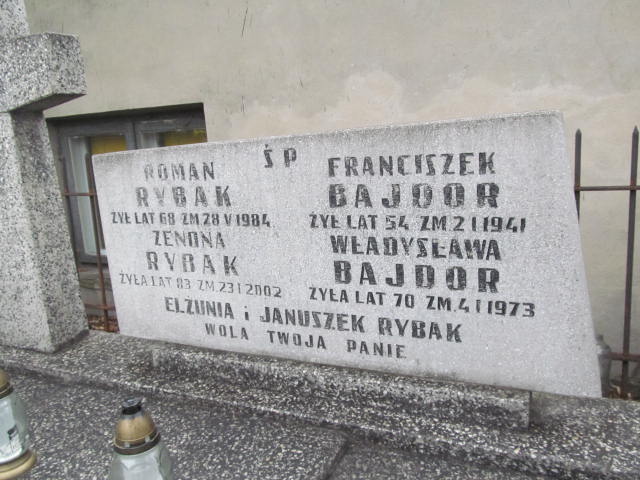 Ś P
ROMAN
RYBAK
ŻYŁ LAT 68 ZM. 28 V 1984
ZENONA
RYBAK
ŻYŁA LAT 83 ZM. 23 I 2002
FRANCISZEK
BAJDOR
ŻYŁ LAT 54 ZM. 2 I 1941
WŁADYSŁAWA
BAJDOR
ŻYŁA LAT 70 ZM. 4 I 1973
ELŻUNIA i JANUSZEK RYBAK
WOLA TWOJA PANIE